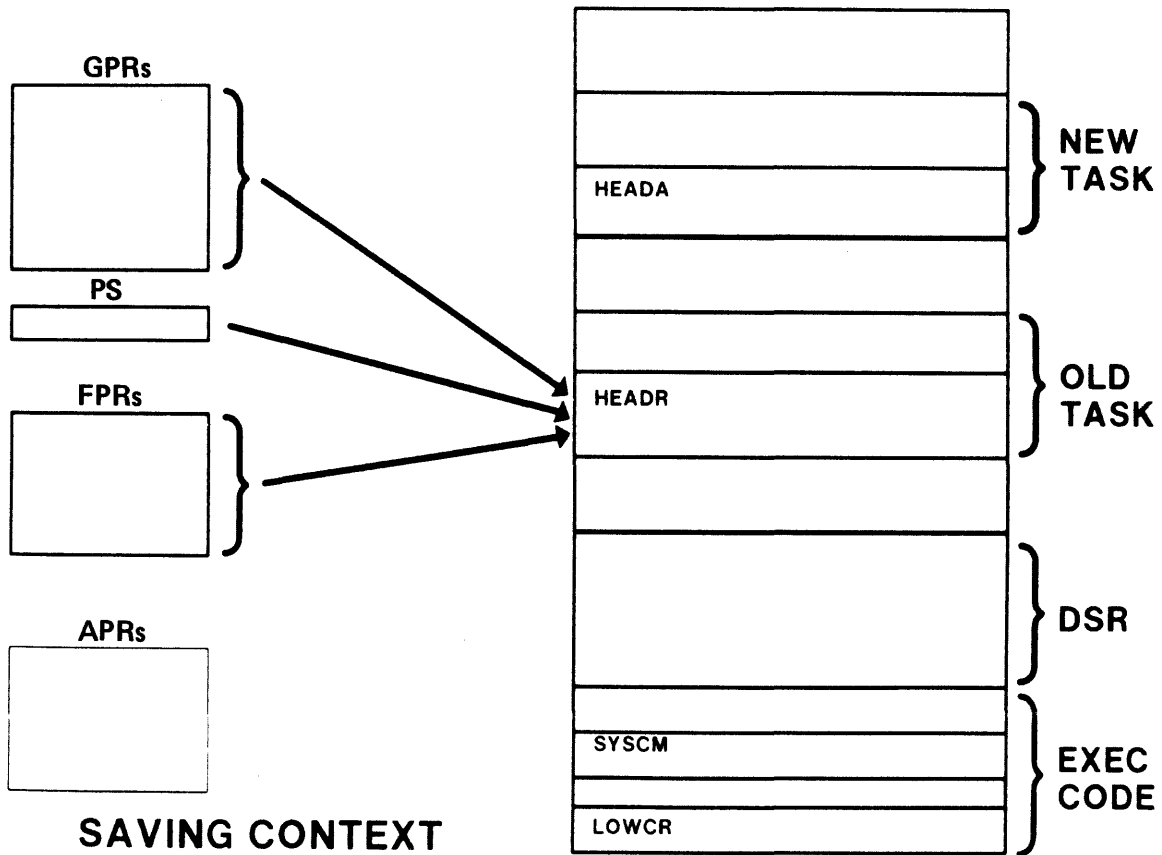 GPRs
PS
FPRs
APRs
SAVING CONTEXT
HEADA
HEADR
SYSCM
LOWCR
NEW
TASK
OLD
TASK
DSR
EXEC
CODE